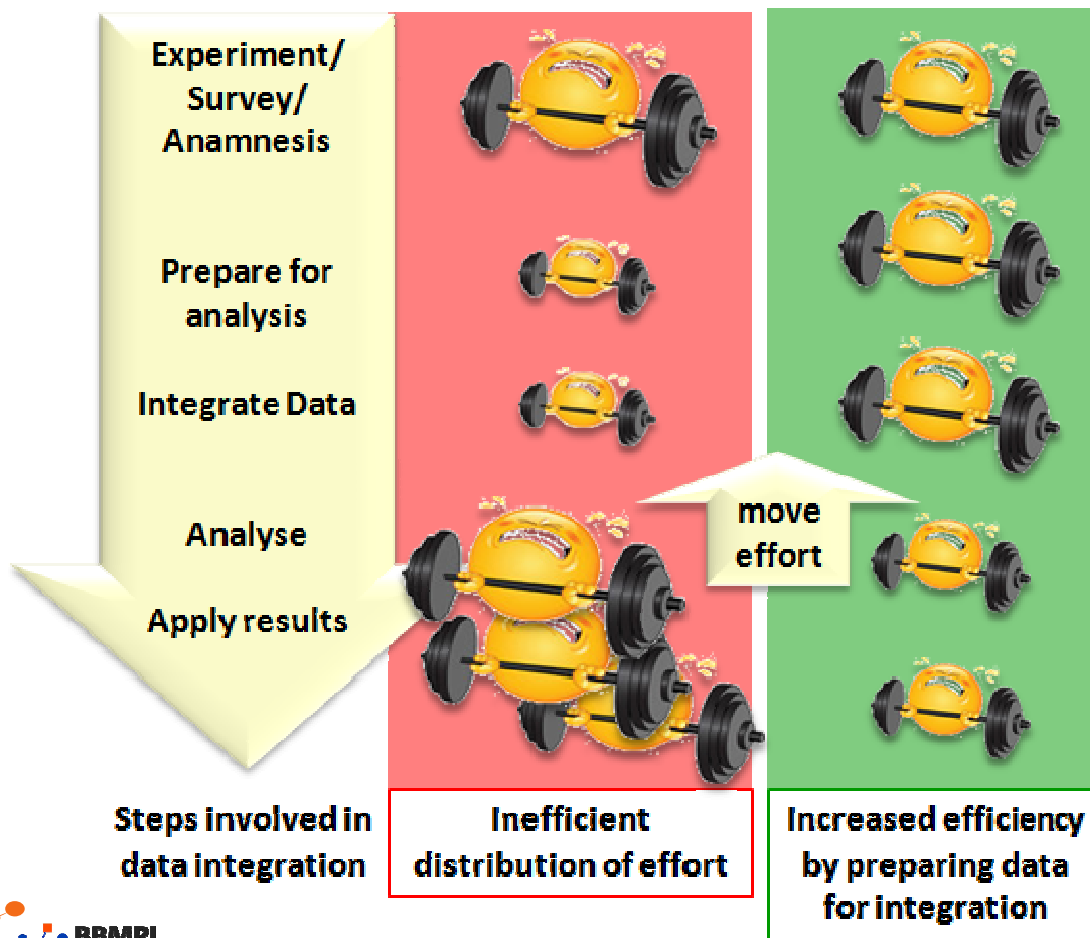 Experiment/
Survey/
Anamnesis
Prepare for
analysis
Integrate Data
Analyse
Apply results
move
effort
Steps involved in
data integration
Inefficient
distribution of effort
Increased efficiency
by preparing data
for integration